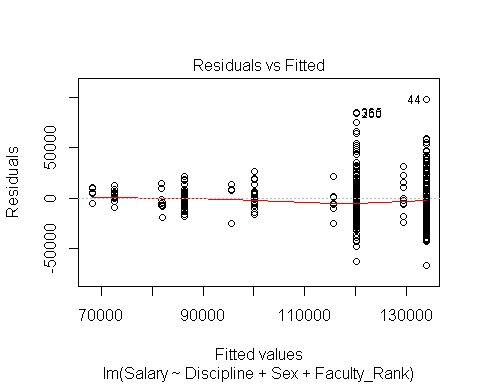 Residuals vs Fitted
44
Residuals
50000
0
-50000
70000 90000 110000 130000
Fitted values
lm(Salary ~ Discipline + Sex + Faculty_Rank)